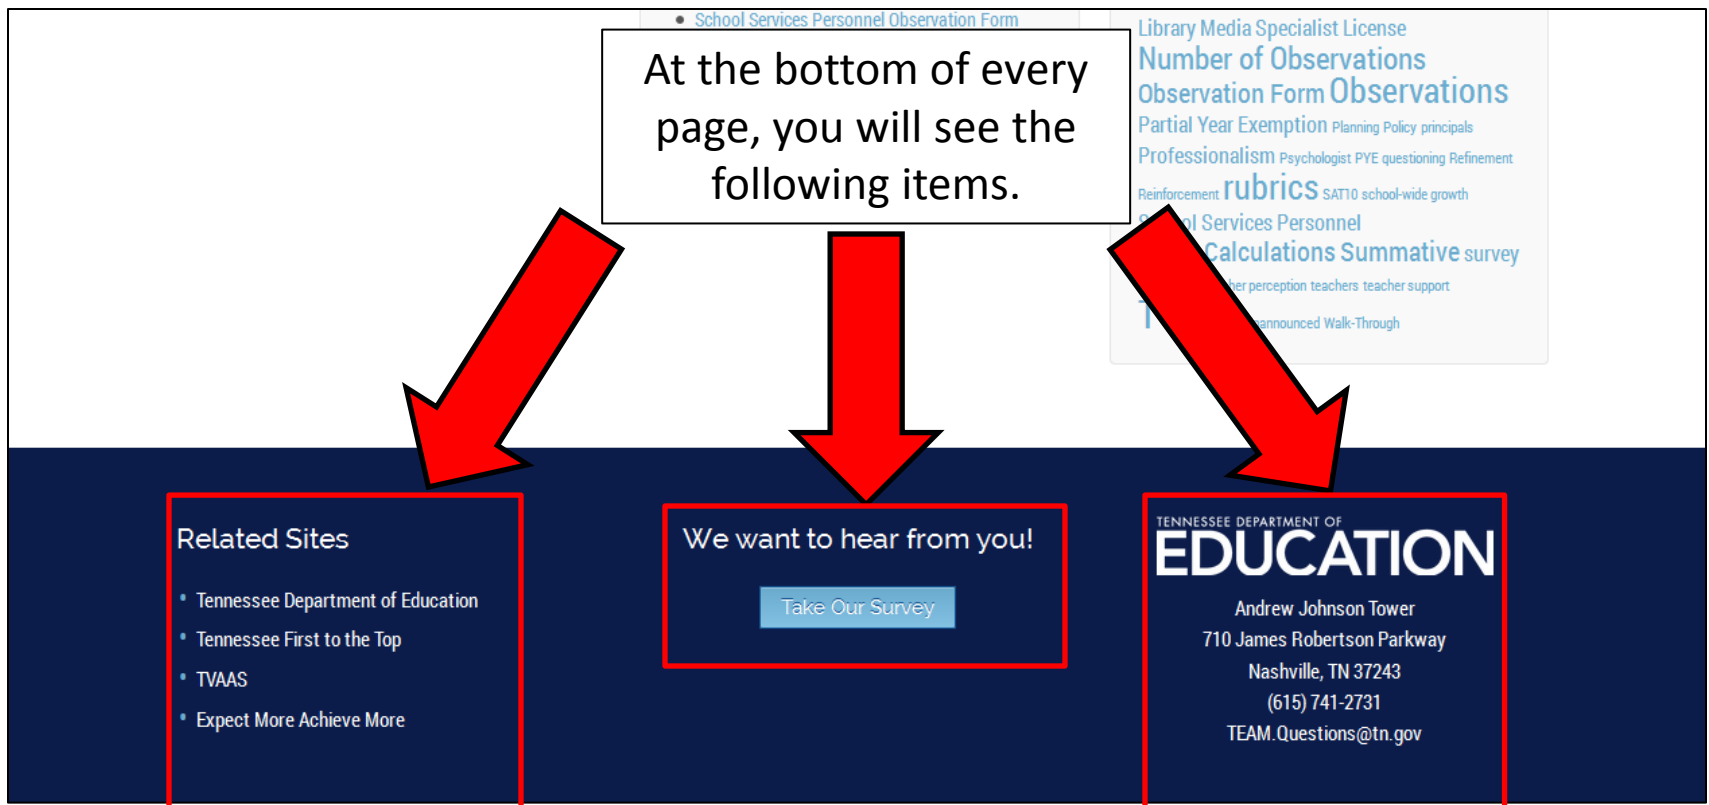 School Services Personnel Observation Form
At the bottom of every
page, you will see the
following items.
Library Media Specialist License
Number of Observations
Observation Form Observations
Partial Year Exemption Planning Policy principals
Professionalism Psychologist PYE questioning Refinement
Reinforcement rubrics SAT10 school-wide growth
Services Personnel
Calculations Summative survey
perception teachers teacher support
Walk-Through
Related Sites
Tennessee Department of Education
Tennessee First to the Top
TVAAS
Expect More Achieve More
We want to hear from you!
Take Our Survey
TENNESSEE DEPARTMENT OF
EDUCATION
Andrew Johnson Tower
710 James Robertson Parkway
Nashville, TN 37243
(615) 741-2731
TEAM.Questions@tn.gov